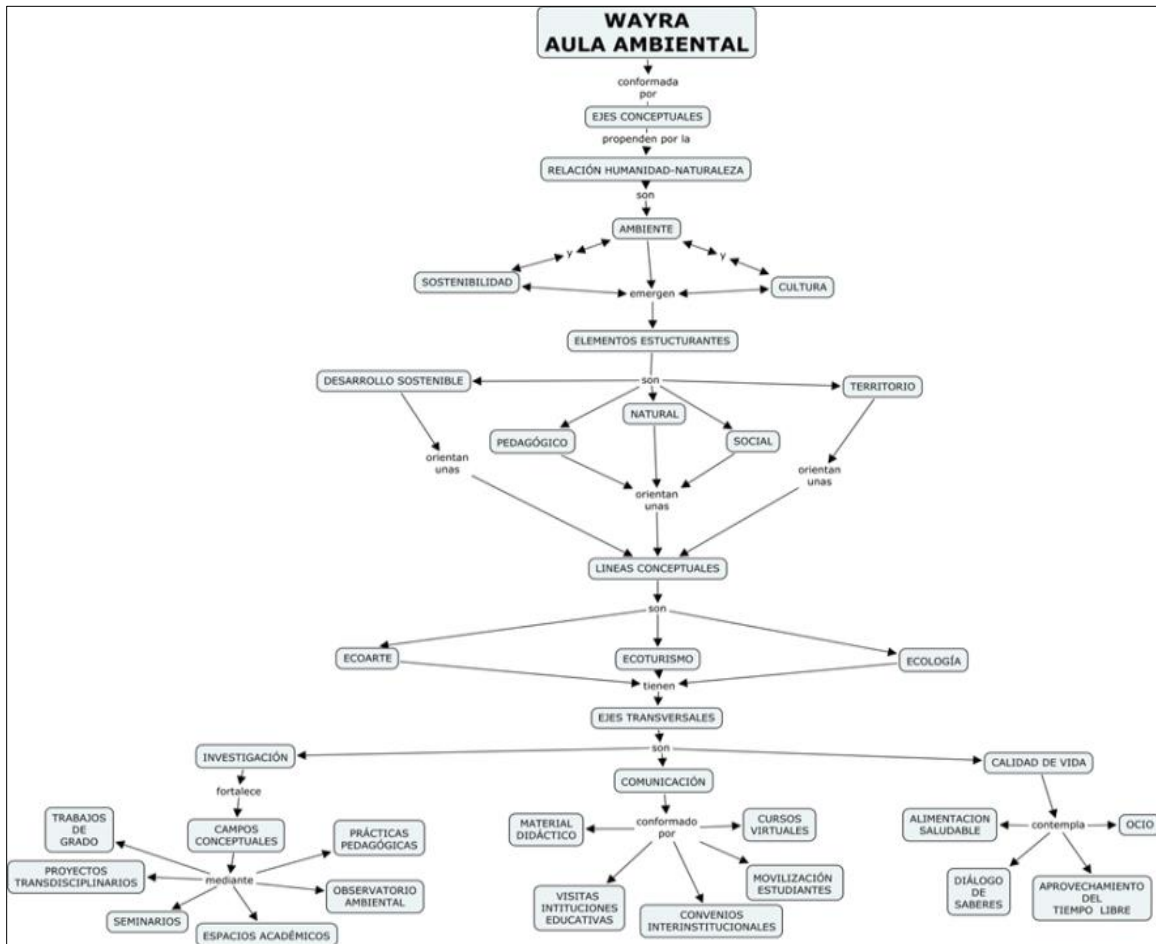 WAYRA
AULA AMBIENTAL
conformada
por
EJES CONCEPTUALES
propenden por la
RELACIÓN HUMANIDAD-NATURALEZA
son
AMBIENTE
y
y
SOSTENIBILIDAD
CULTURA
emergen
ELEMENTOS ESTUCTURANTES
DESARROLLO SOSTENIBLE
son
TERRITORIO
NATURAL
PEDAGÓGICO
SOCIAL
orientan
unas
orientan
unas
orientan
unas
LINEAS CONCEPTUALES
son
ECOARTE
ECOTURISMO
ECOLOGÍA
tienen
EJES TRANSVERSALES
son
INVESTIGACIÓN
COMUNICACIÓN
CALIDAD DE VIDA
fortalece
TRABAJOS
DE
GRADO
CAMPOS
CONCEPTUALES
PRÁCTICAS
PEDAGÓGICAS
PROYECTOS
TRANSDISCIPLINARIOS
mediante
OBSERVATORIO
AMBIENTAL
SEMINARIOS
ESPACIOS ACADÉMICOS
MATERIAL
DIDÁCTICO
conformado
por
CURSOS
VIRTUALES
MOVILIZACIÓN
ESTUDIANTES
VISITAS
INTITUCIONES
EDUCATIVAS
CONVENIOS
INTERINSTITUCIONALES
ALIMENTACION
SALUDABLE
contempla
OCIO
DIÁLOGO
DE
SABERES
APROVECHAMIENTO
DEL
TIEMPO LIBRE